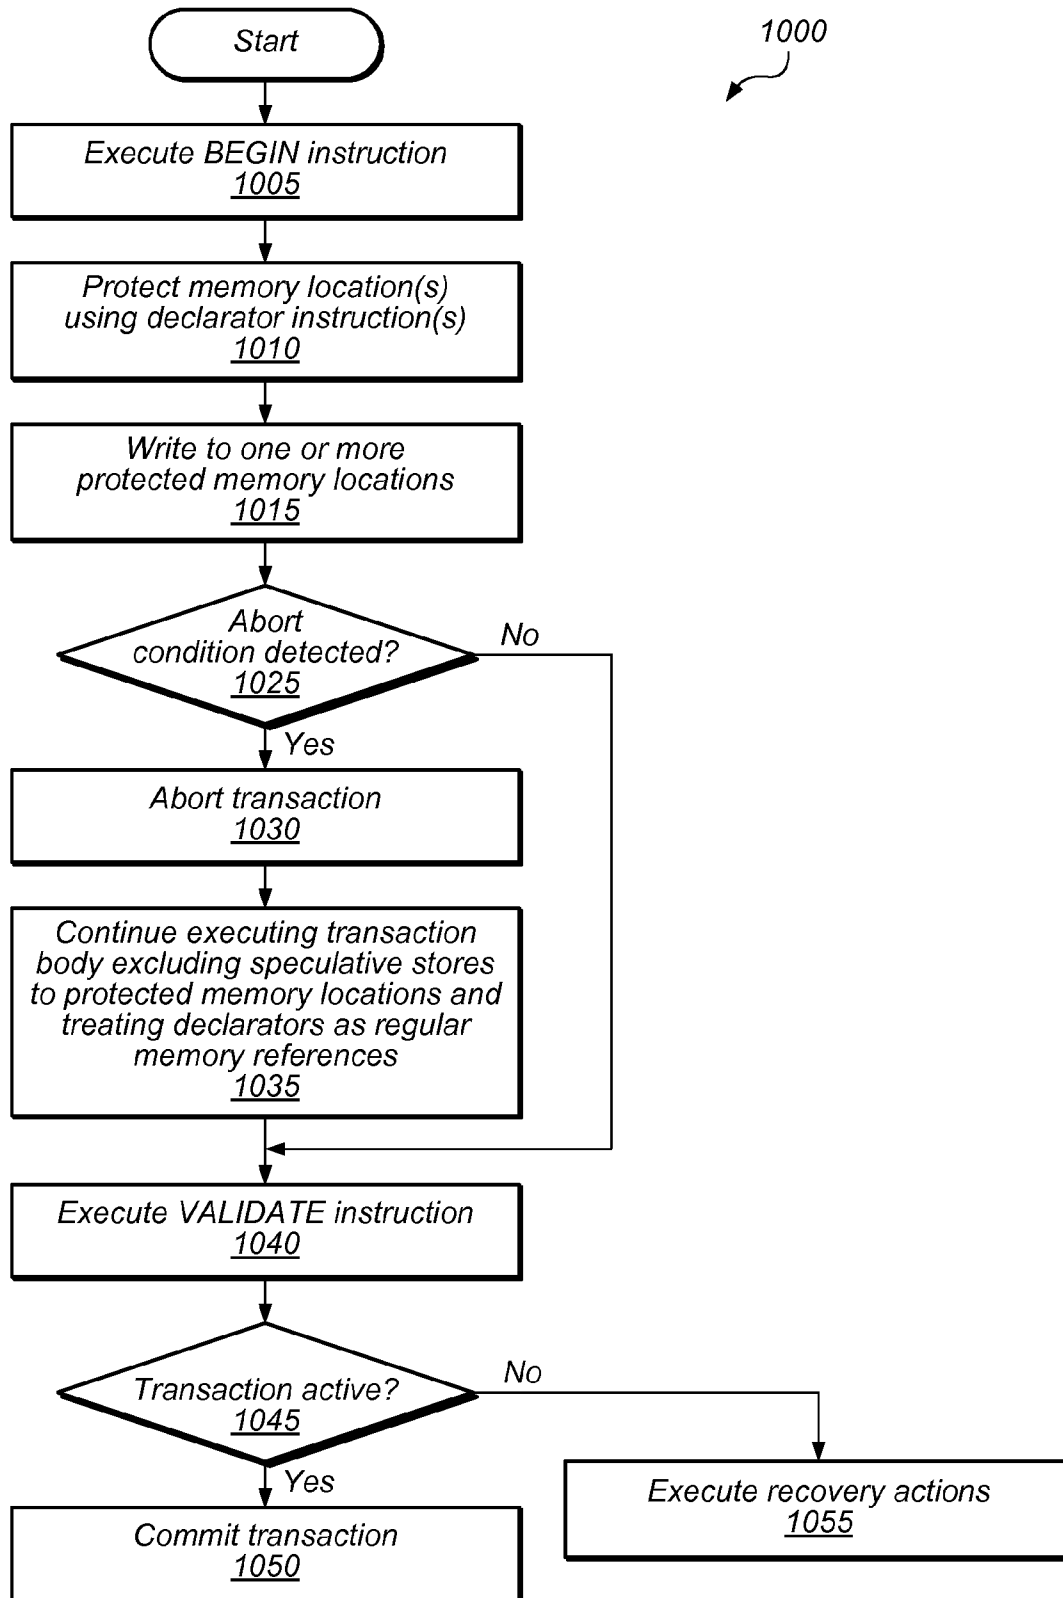 Start
1000
Execute BEGIN instruction
1005
Protect memory location(s)
using declarator instruction(s)
1010
Write to one or more
protected memory locations
1015
Abort
condition detected?
1025
No
Yes
Abort transaction
1030
Continue executing transaction
body excluding speculative stores
to protected memory locations and
treating declarators as regular
memory references
1035
Execute VALIDATE instruction
1040
Transaction active?
1045
No
Yes
Execute recovery actions
1055
Commit transaction
1050